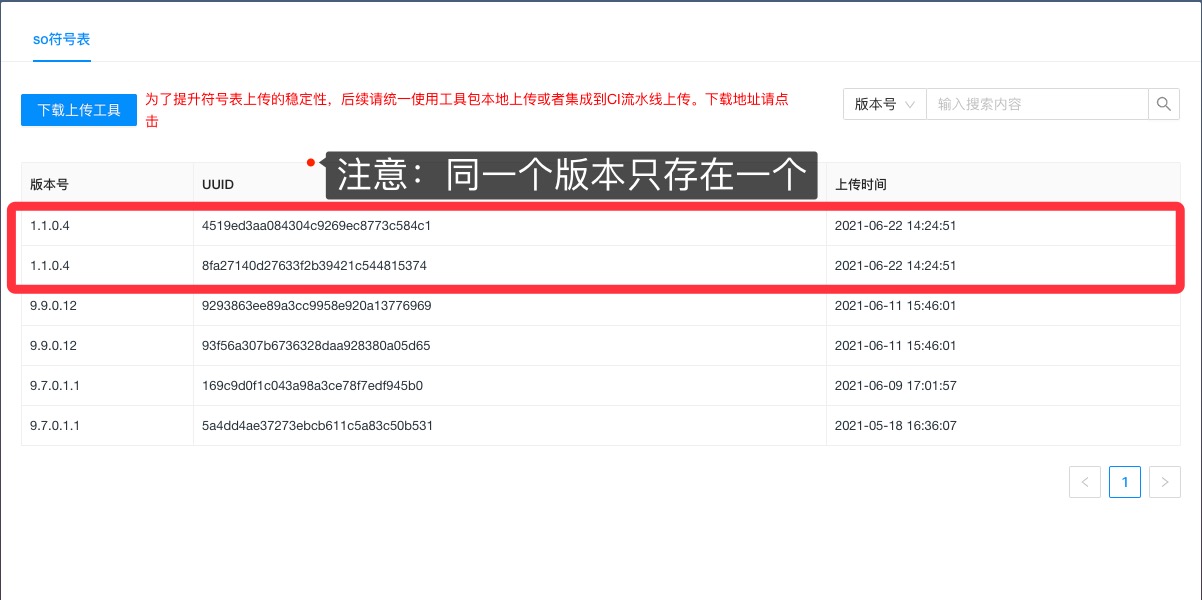 so符号表
下载上传工具
为了提升符号表上传的稳定性，后续请统一使用工具包本地上传或者集成到CI流水线上传。下载地址请点
击
版本号
输入搜索内容
注意：同一个版本只存在一个
版本号 UUID 上传时间
1.1.0.4 4519ed3aa084304c9269ec8773c584c1 2021-06-22 14:24:51
1.1.0.4 8fa27140d27633f2b39421c544815374 2021-06-22 14:24:51
9.9.0.12 9293863ee89a3cc9958e920a13776969 2021-06-11 15:46:01
9.9.0.12 93f56a307b6736328daa928380a05d65 2021-06-11 15:46:01
9.7.0.1.1 169c9d0f1c043a98a3ce78f7edf945b0 2021-06-09 17:01:57
9.7.0.1.1 5a4dd4ae37273ebcb611c5a83c50b531 2021-05-18 16:36:07
< 1 >